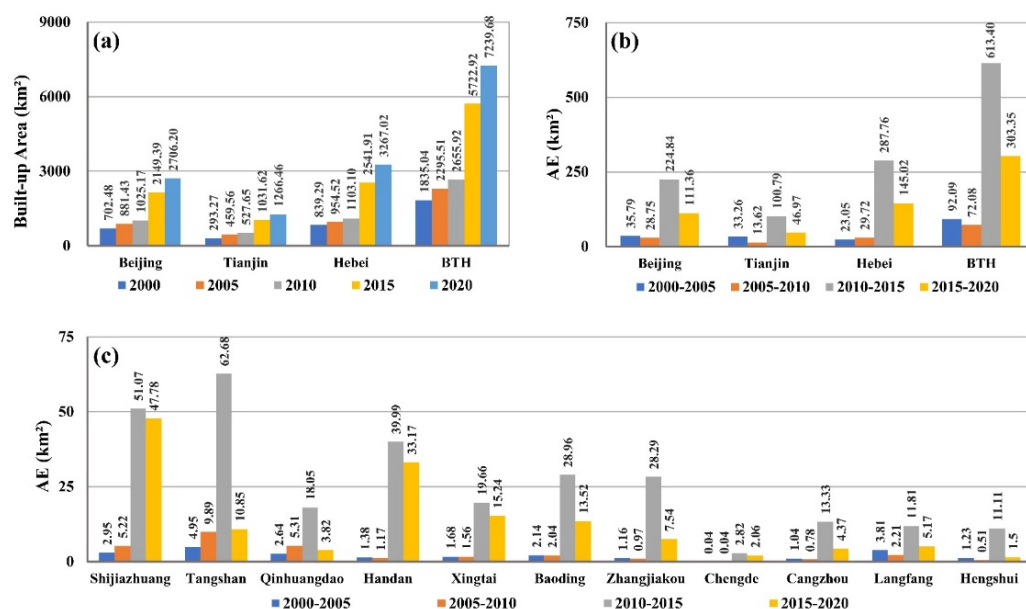 (a)
Built-up Area (km²)
9000
6000
3000
0
702.48 881.43 1025.17 2149.39 2706.20
293.27 459.56 527.65 1031.62 1266.46
839.29 954.52 1103.10 2541.91 3267.02
1835.04 2295.51 2655.92 5722.92 7239.68
Beijing Tianjin Hebei BTH
2000 2005 2010 2015 2020
(b)
AE (km²)
750
500
250
0
35.79 28.75 224.84 111.36
33.26 13.62 100.79 46.97
23.05 29.72 287.76 145.02
92.09 72.08 613.40 303.35
Beijing Tianjin Hebei BTH
2000-2005 2005-2010 2010-2015 2015-2020
(c)
AE (km²)
75
50
25
0
2.95 5.22 51.07 47.78
4.95 9.89 62.68 10.85
2.64 5.31 18.05 3.82
1.38 1.17 39.99 33.17
1.68 1.56 19.66 15.24
2.14 2.04 28.96 13.52
1.16 0.97 28.29 7.54
0.04 0.04 2.82 2.06
1.04 0.78 13.33 4.37
3.81 2.21 11.81 5.17
1.23 0.51 11.11 1.5
Shijiazhuang Tangshan Qinhuangdao Handan Xingtai Baoding Zhangjiakou Chengde Cangzhou Langfang Hengshui
2000-2005 2005-2010 2010-2015 2015-2020